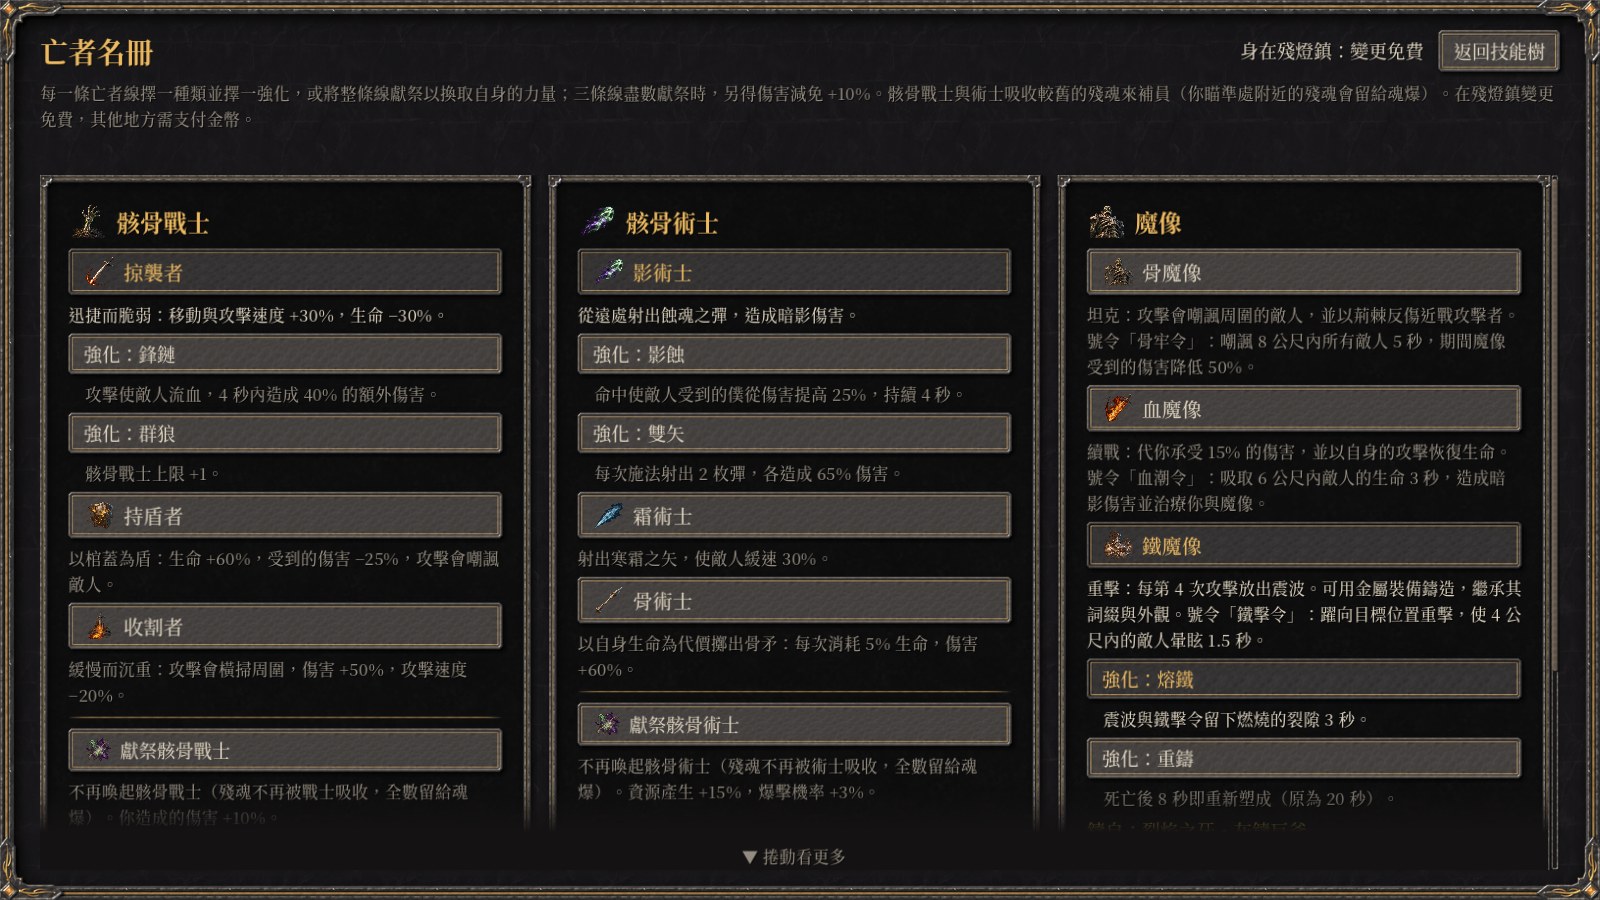 亡者名冊
身在殘燈鎮：變更免費
返回技能樹
每一條亡者線擇一種類並擇一強化，或將整條線獻祭以換取自身的力量；三條線盡數獻祭時，另得傷害減免 +10%。骸骨戰士與術士吸收較舊的殘魂來補員（你瞄準處附近的殘魂會留給魂爆）。在殘燈鎮變更
免費，其他地方需支付金幣。
骸骨戰士
掠襲者
迅捷而脆弱：移動與攻擊速度 +30%，生命 −30%。
強化：鋒鏈
攻擊使敵人流血，4 秒內造成 40% 的額外傷害。
強化：群狼
骸骨戰士上限 +1。
持盾者
以棺蓋為盾：生命 +60%，受到的傷害 −25%，攻擊會嘲諷
敵人。
收割者
緩慢而沉重：攻擊會橫掃周圍，傷害 +50%，攻擊速度
−20%。
獻祭骸骨戰士
不再喚起骸骨戰士（殘魂不再被戰士吸收，全數留給魂
爆）。你造成的傷害 +10%。
骸骨術士
影術士
從遠處射出蝕魂之彈，造成暗影傷害。
強化：影蝕
命中使敵人受到的僕從傷害提高 25%，持續 4 秒。
強化：雙矢
每次施法射出 2 枚彈，各造成 65% 傷害。
霜術士
射出寒霜之矢，使敵人緩速 30%。
骨術士
以自身生命為代價擲出骨矛：每次消耗 5% 生命，傷害
+60%。
獻祭骸骨術士
不再喚起骸骨術士（殘魂不再被術士吸收，全數留給魂
爆）。資源產生 +15%，爆擊機率 +3%。
魔像
骨魔像
坦克：攻擊會嘲諷周圍的敵人，並以荊棘反傷近戰攻擊者。
號令「骨牢令」：嘲諷 8 公尺內所有敵人 5 秒，期間魔像
受到的傷害降低 50%。
血魔像
續戰：代你承受 15% 的傷害，並以自身的攻擊恢復生命。
號令「血潮令」：吸取 6 公尺內敵人的生命 3 秒，造成暗
影傷害並治療你與魔像。
鐵魔像
重擊：每第 4 次攻擊放出震波。可用金屬裝備鑄造，繼承其
詞綴與外觀。號令「鐵擊令」：躍向目標位置重擊，使 4 公
尺內的敵人暈眩 1.5 秒。
強化：熔鐵
震波與鐵擊令留下燃燒的裂隙 3 秒。
強化：重鑄
死亡後 8 秒即重新塑成（原為 20 秒）。
▼ 捲動看更多